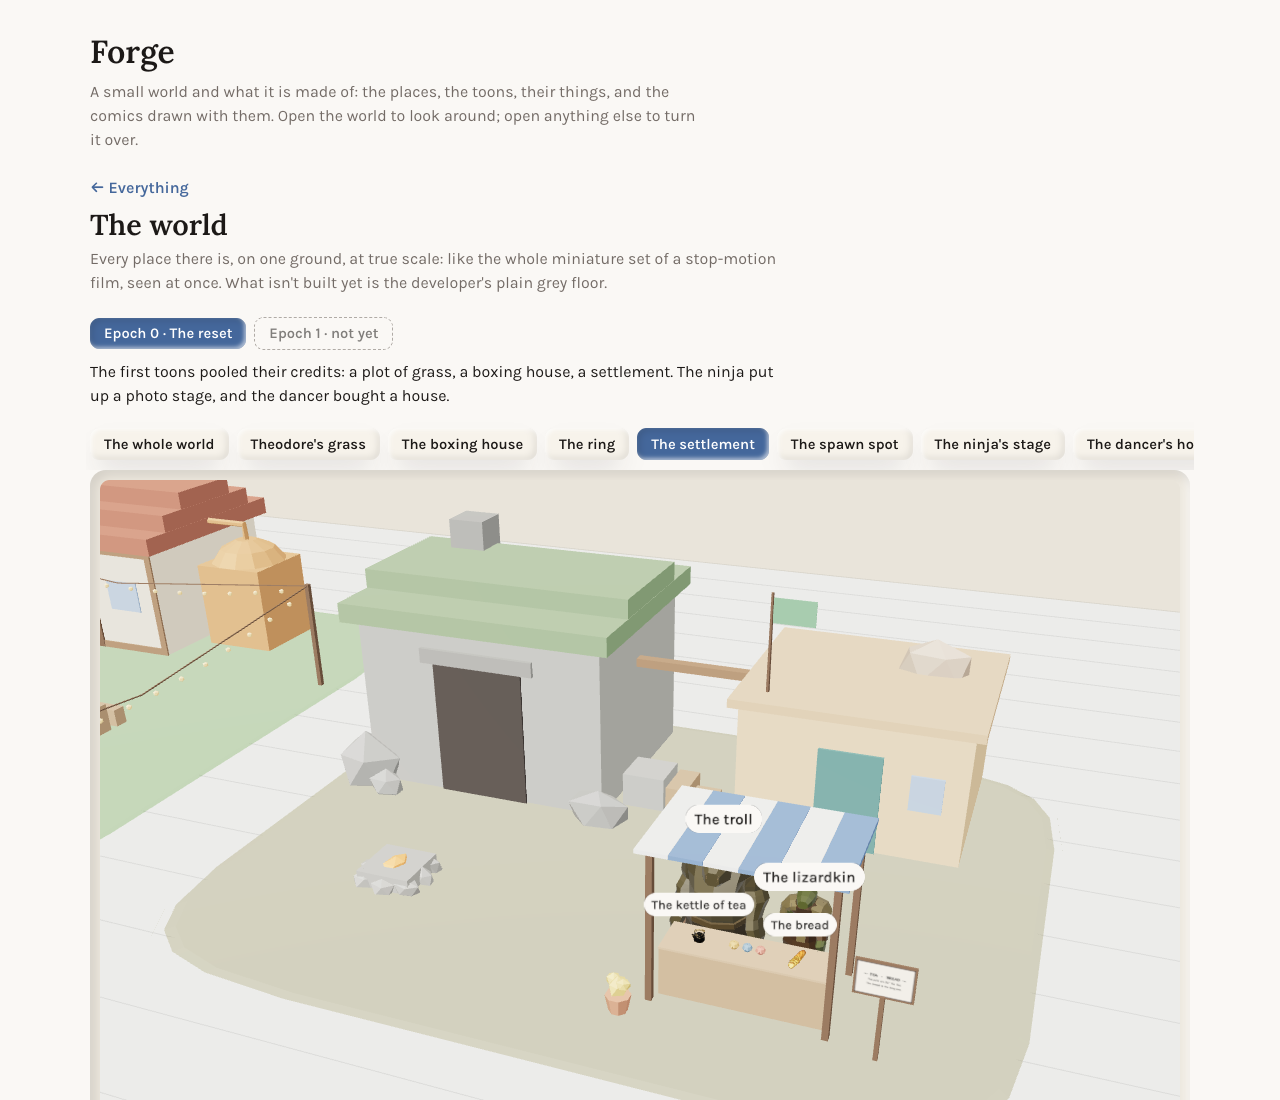 Forge
A small world and what it is made of: the places, the toons, their things, and the
comics drawn with them. Open the world to look around; open anything else to turn
it over.
← Everything
The world
Every place there is, on one ground, at true scale: like the whole miniature set of a stop-motion
film, seen at once. What isn't built yet is the developer's plain grey floor.
Epoch 0 · The reset
Epoch 1 · not yet
The first toons pooled their credits: a plot of grass, a boxing house, a settlement. The ninja put
up a photo stage, and the dancer bought a house.
The whole world
Theodore's grass
The boxing house
The ring
The settlement
The spawn spot
The ninja's stage
The dancer's ho
The troll
The lizardkin
The kettle of tea
The bread